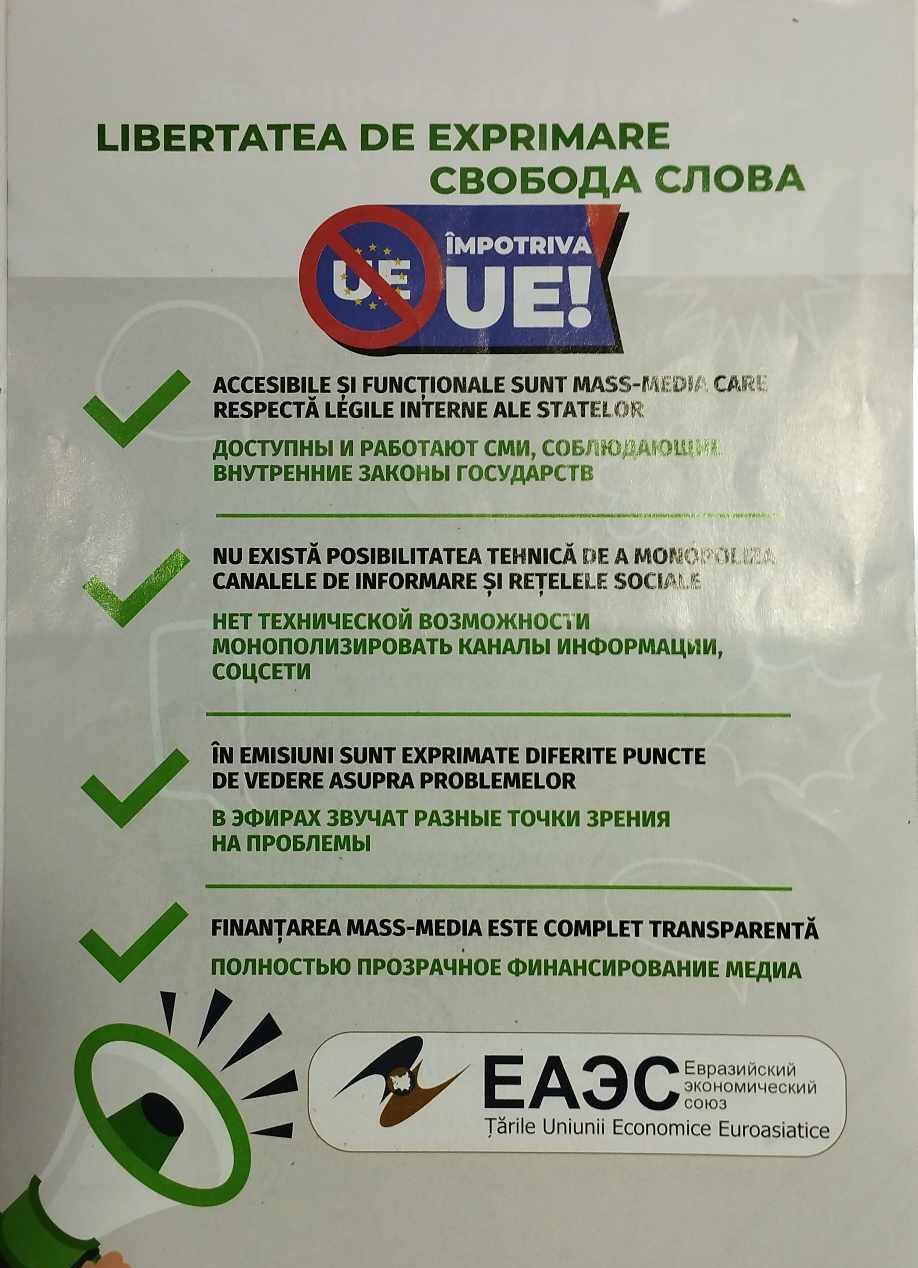 LIBERTATEA DE EXPRIMARE
СВОБОДА СЛОВА
UE
ÎMPOTRIVA
UE!
ACCESIBILE ȘI FUNCȚIONALE SUNT MASS-MEDIA CARE
RESPECTĂ LEGILE INTERNE ALE STATELOR
ДОСТУПНЫ И РАБОТАЮТ СМИ, СОБЛЮДАЮЩИЕ
ВНУТРЕННИЕ ЗАКОНЫ ГОСУДАРСТВ
NU EXISTĂ POSIBILITATEA TEHNICĂ DE A MONOPOLIZA
CANALELE DE INFORMARE ȘI REȚELELE SOCIALE
НЕТ ТЕХНИЧЕСКОЙ ВОЗМОЖНОСТИ
МОНОПОЛИЗИРОВАТЬ КАНАЛЫ ИНФОРМАЦИИ,
СОЦСЕТИ
ÎN EMISIUNI SUNT EXPRIMATE DIFERITE PUNCTE
DE VEDERE ASUPRA PROBLEMELOR
В ЭФИРАХ ЗВУЧАТ РАЗНЫЕ ТОЧКИ ЗРЕНИЯ
НА ПРОБЛЕМЫ
FINANȚAREA MASS-MEDIA ESTE COMPLET TRANSPARENTĂ
ПОЛНОСТЬЮ ПРОЗРАЧНОЕ ФИНАНСИРОВАНИЕ МЕДИА
ЕАЭС
Евразийский
экономический
союз
Țările Uniunii Economice Euroasiatice